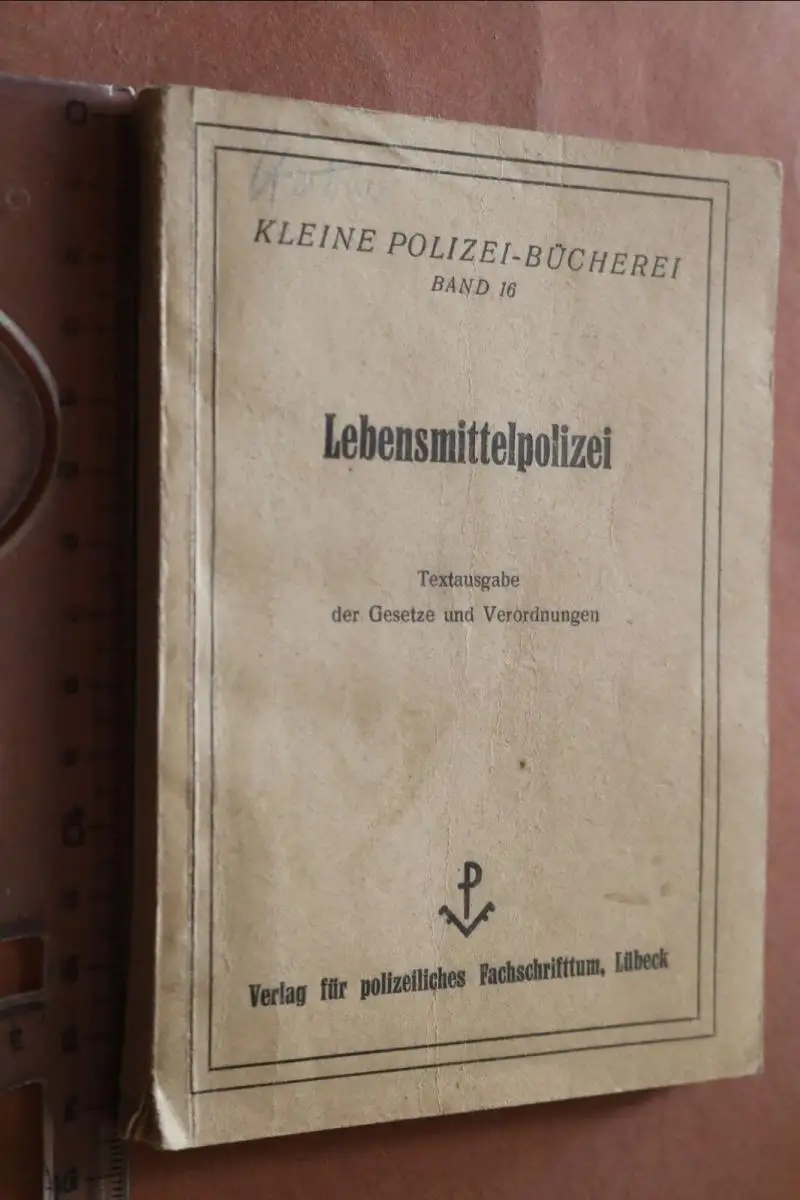 KLEINE POLIZEI-BÜCHEREI
BAND 16
Lebensmittelpolizei
Textausgabe
der Gesetze und Verordnungen
Verlag für polizeiliches Fachschrifttum, Lübeck